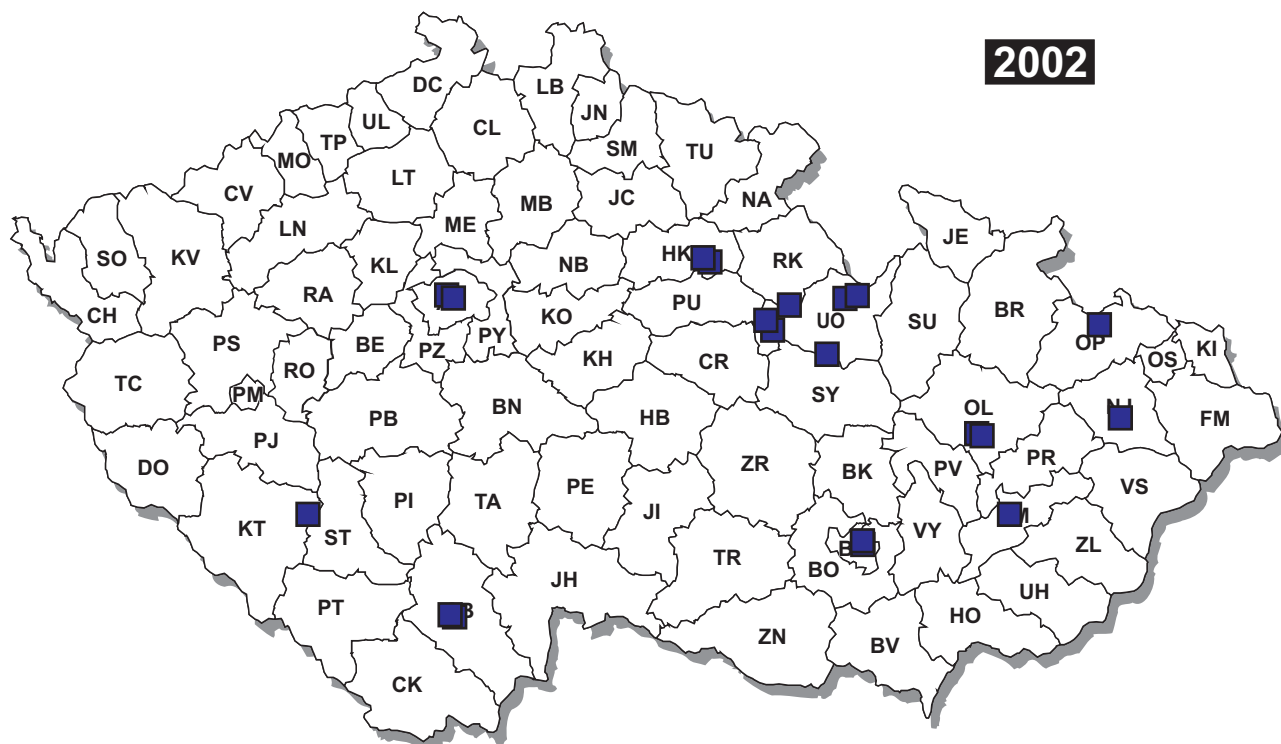 2002
DC
LB
JN
UL
CL
TP
MO
SM
TU
LT
CV
MB
JC
NA
ME
LN
JE
SO
KV
KL
NB
HK
RK
RA
BR
CH
PU
KO
UO
SU
PS
BE
PZ
PY
OP
KI
OS
RO
KH
CR
TC
PM
SY
BN
PB
HB
OL
FM
PJ
DO
ZR
BK
PV
PR
VS
PI
TA
PE
JI
KT
ST
VY
ZL
TR
BO
JH
PT
UH
HO
ZN
BV
CK